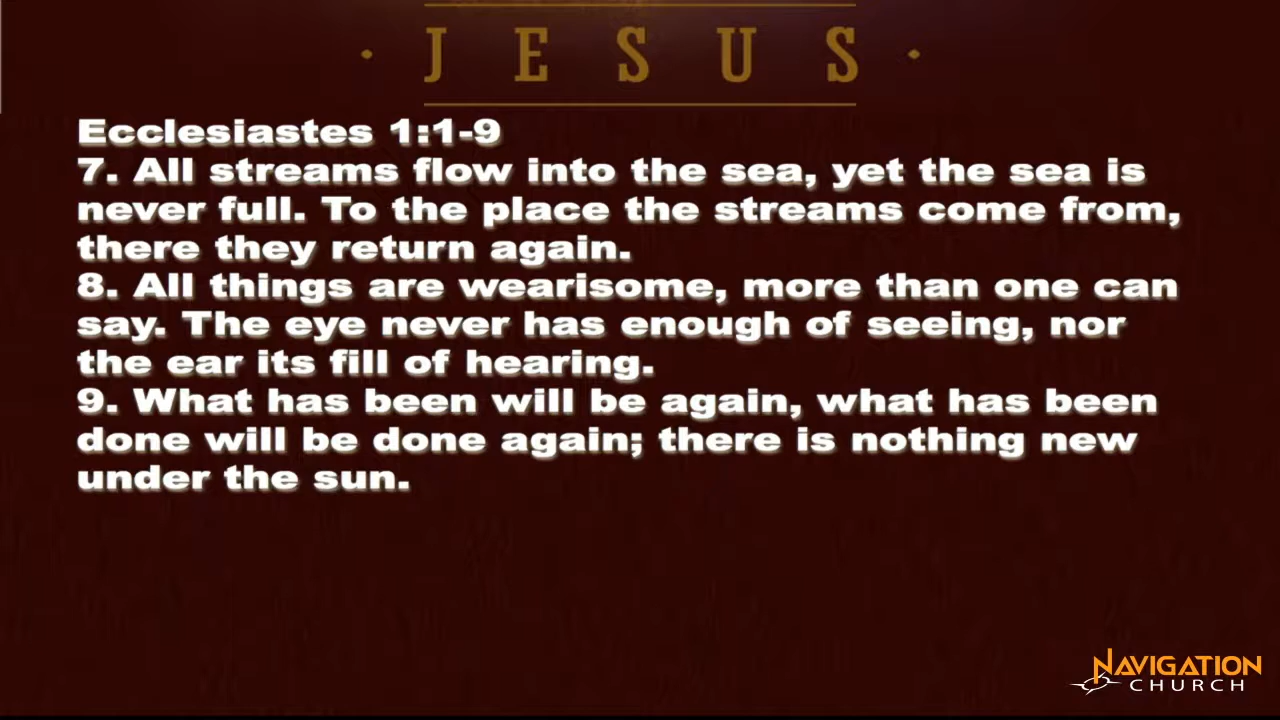 · JESUS ·
Ecclesiastes 1:1-9
7. All streams flow into the sea, yet the sea is
never full. To the place the streams come from,
there they return again.
8. All things are wearisome, more than one can
say. The eye never has enough of seeing, nor
the ear its fill of hearing.
9. What has been will be again, what has been
done will be done again; there is nothing new
under the sun.
NAVIGATION
CHURCH